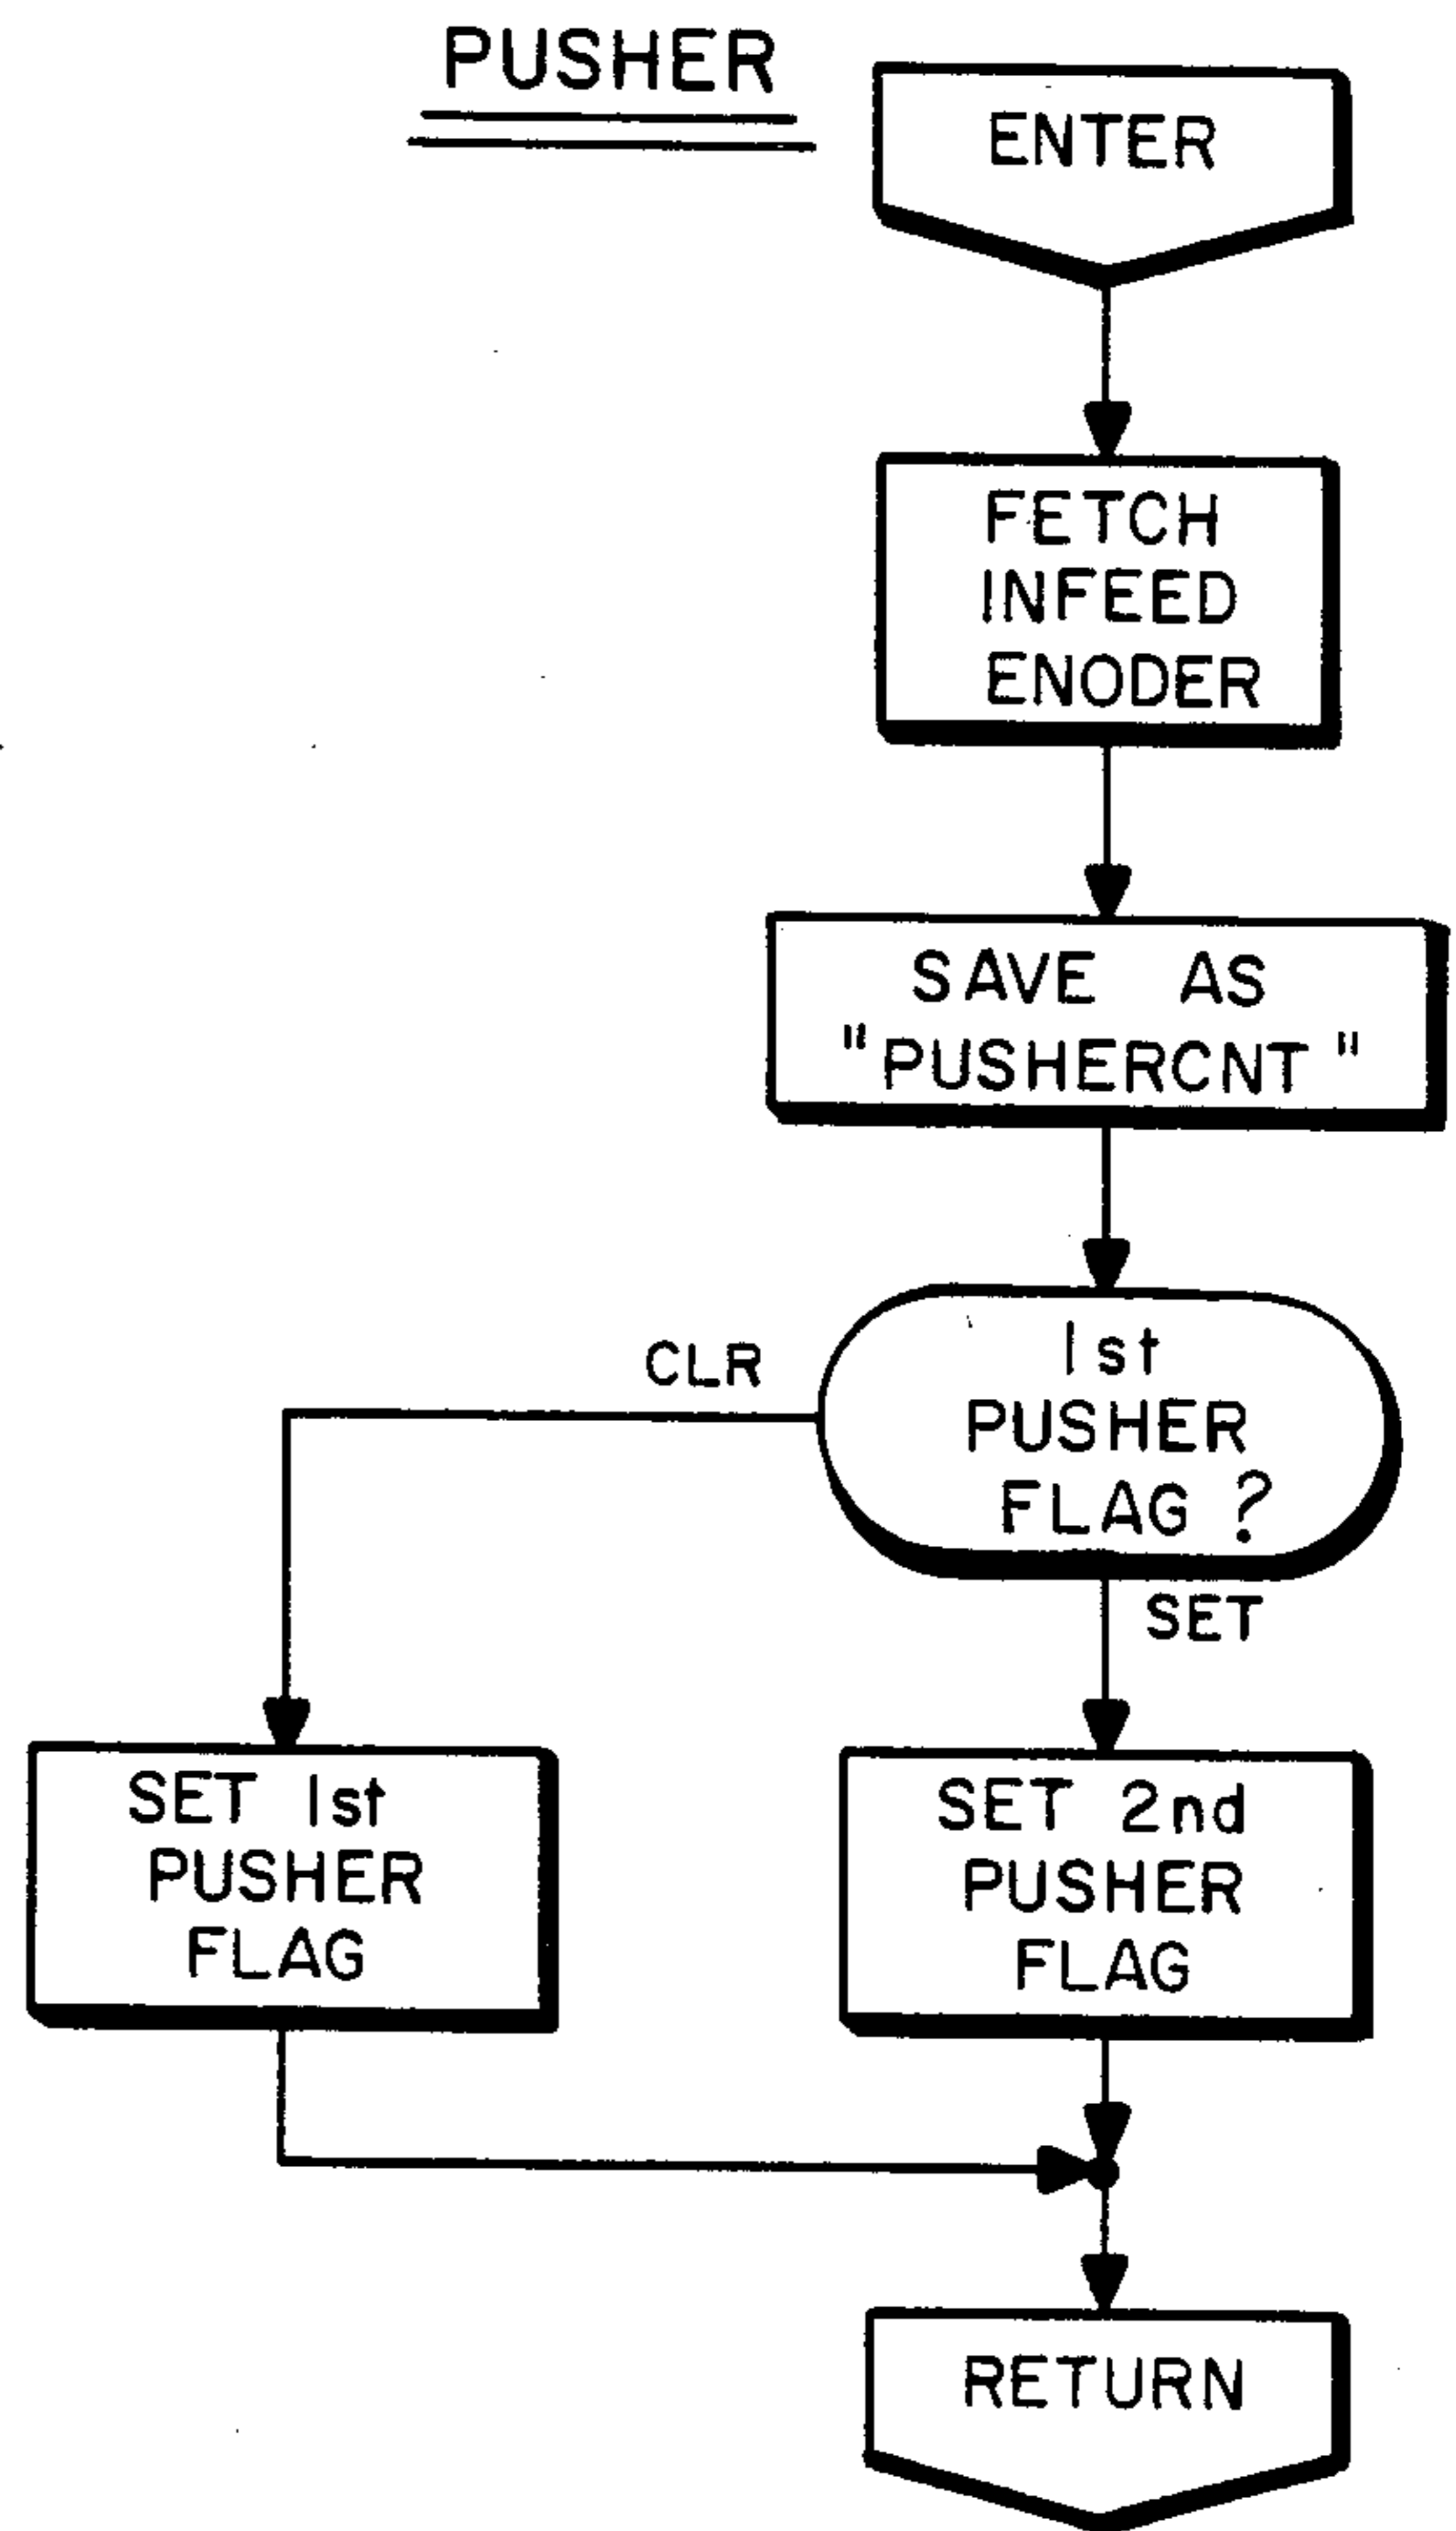 PUSHER
ENTER
FETCH
INFEED
ENODER
SAVE AS
"PUSHERCNT"
1st
PUSHER
FLAG ?
CLR
SET
SET 1st
PUSHER
FLAG
SET 2nd
PUSHER
FLAG
RETURN